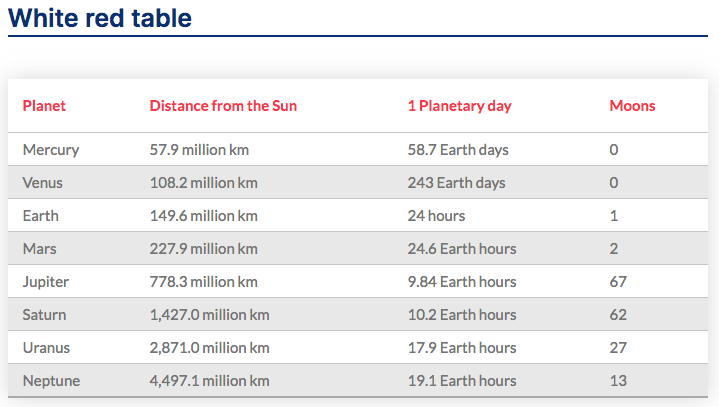 White red table
Planet Distance from the Sun 1 Planetary day Moons
Mercury 57.9 million km 58.7 Earth days 0
Venus 108.2 million km 243 Earth days 0
Earth 149.6 million km 24 hours 1
Mars 227.9 million km 24.6 Earth hours 2
Jupiter 778.3 million km 9.84 Earth hours 67
Saturn 1,427.0 million km 10.2 Earth hours 62
Uranus 2,871.0 million km 17.9 Earth hours 27
Neptune 4,497.1 million km 19.1 Earth hours 13